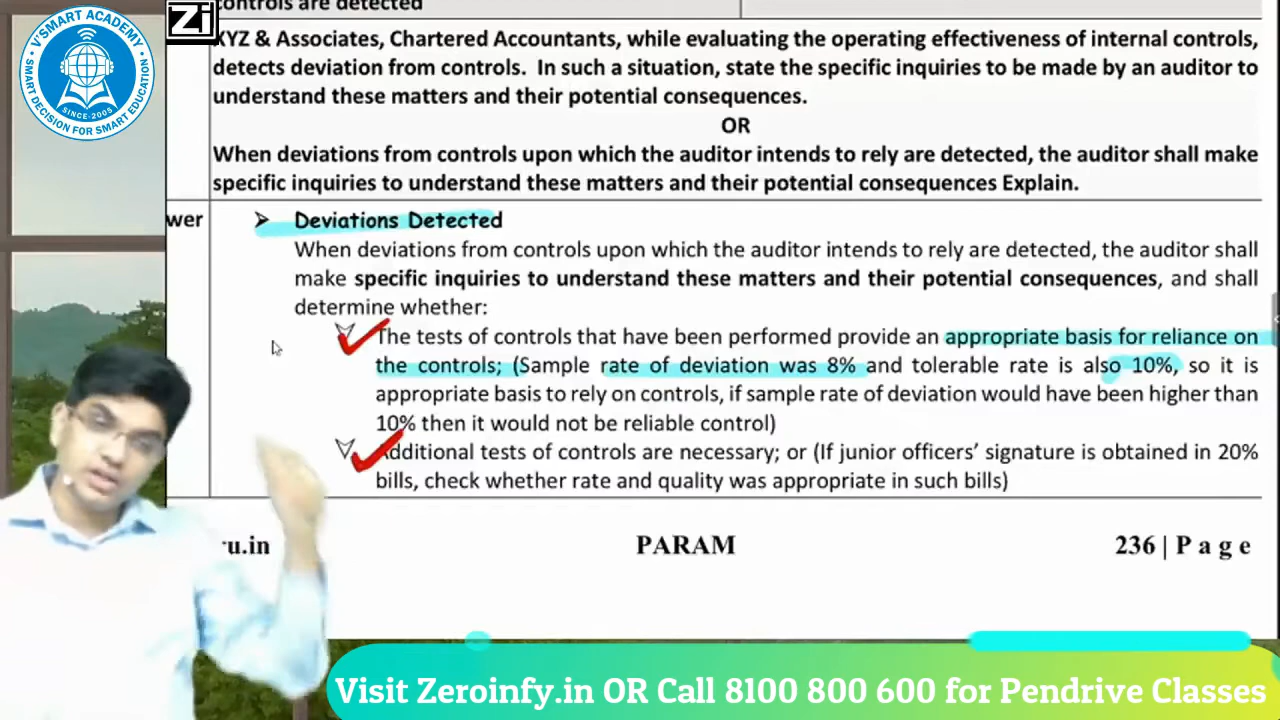 controls are detected
Zi
V'SMART ACADEMY
SINCE-2005
SMART DECISION FOR SMART EDUCATION
XYZ & Associates, Chartered Accountants, while evaluating the operating effectiveness of internal controls,
detects deviation from controls. In such a situation, state the specific inquiries to be made by an auditor to
understand these matters and their potential consequences.
OR
When deviations from controls upon which the auditor intends to rely are detected, the auditor shall make
specific inquiries to understand these matters and their potential consequences Explain.
wer
➢ Deviations Detected
When deviations from controls upon which the auditor intends to rely are detected, the auditor shall
make specific inquiries to understand these matters and their potential consequences, and shall
determine whether:
The tests of controls that have been performed provide an appropriate basis for reliance on
the controls; (Sample rate of deviation was 8% and tolerable rate is also 10%, so it is
appropriate basis to rely on controls, if sample rate of deviation would have been higher than
10% then it would not be reliable control)
Additional tests of controls are necessary; or (If junior officers' signature is obtained in 20%
bills, check whether rate and quality was appropriate in such bills)
ru.in PARAM 236 | P a g e
Visit Zeroinfy.in OR Call 8100 800 600 for Pendrive Classes